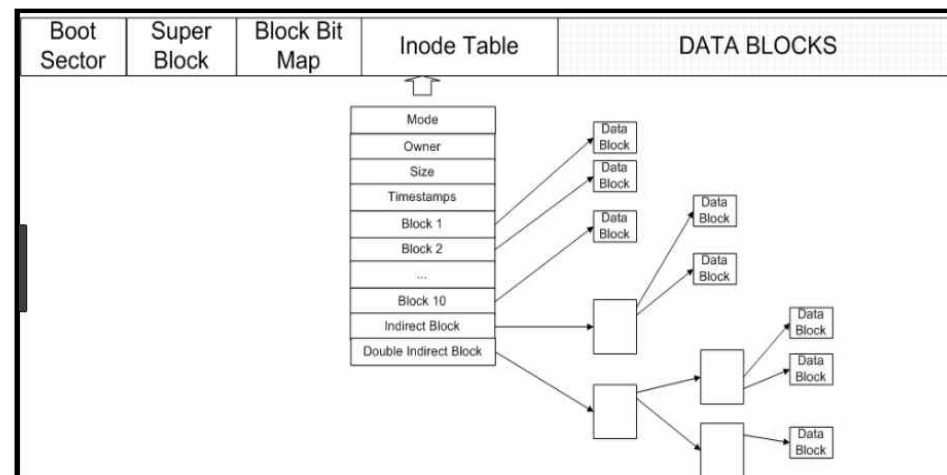 Boot
Sector
Super
Block
Block Bit
Map
Inode Table
DATA BLOCKS
Mode
Owner
Size
Timestamps
Block 1
Block 2
...
Block 10
Indirect Block
Double Indirect Block
Data
Block
Data
Block
Data
Block
Data
Block
Data
Block
Data
Block
Data
Block
Data
Block